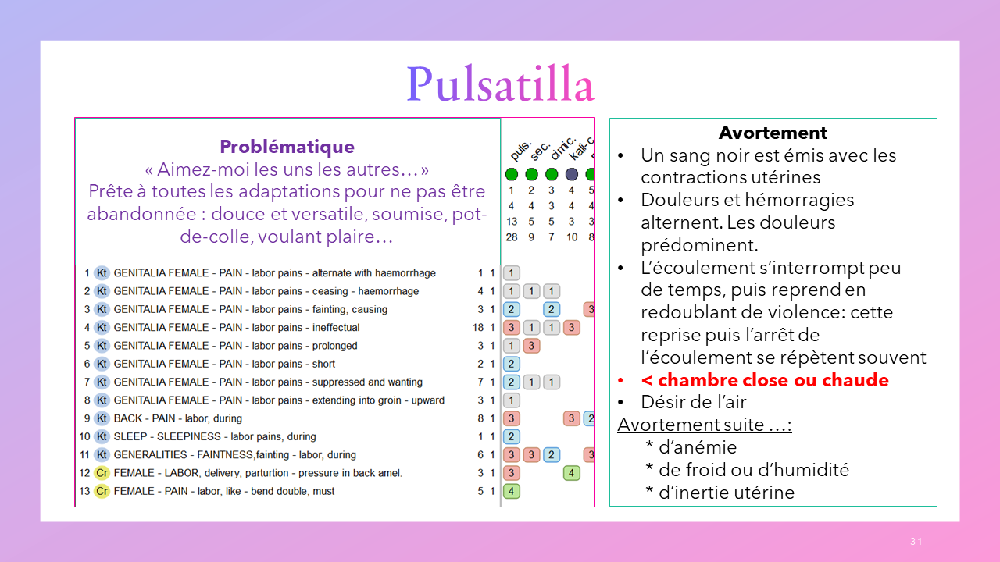 Pulsatilla
Problématique
« Aimez-moi les uns les autres…»
Prête à toutes les adaptations pour ne pas être
abandonnée : douce et versatile, soumise, pot-
de-colle, voulant plaire…
puls. sec. cimic. kali-c
1 2 3 4 5
4 4 3 4 4
13 5 5 3 3
28 9 7 10 8
1 Kt GENITALIA FEMALE - PAIN - labor pains - alternate with haemorrhage 1 1 1
2 Kt GENITALIA FEMALE - PAIN - labor pains - ceasing - haemorrhage 4 1 1 1 1
3 Kt GENITALIA FEMALE - PAIN - labor pains - fainting, causing 3 1 2 2 3
4 Kt GENITALIA FEMALE - PAIN - labor pains - ineffectual 18 1 3 1 1 3
5 Kt GENITALIA FEMALE - PAIN - labor pains - prolonged 3 1 1 3
6 Kt GENITALIA FEMALE - PAIN - labor pains - short 2 1 2
7 Kt GENITALIA FEMALE - PAIN - labor pains - suppressed and wanting 7 1 2 1 1
8 Kt GENITALIA FEMALE - PAIN - labor pains - extending into groin - upward 3 1 1
9 Kt BACK - PAIN - labor, during 8 1 3 3 2
10 Kt SLEEP - SLEEPINESS - labor pains, during 1 1 2
11 Kt GENERALITIES - FAINTNESS,fainting - labor, during 6 1 3 3 2 3
12 Cr FEMALE - LABOR, delivery, parturtion - pressure in back amel. 3 1 3 4
13 Cr FEMALE - PAIN - labor, like - bend double, must 5 1 4
Avortement
• Un sang noir est émis avec les
contractions utérines
• Douleurs et hémorragies
alternent. Les douleurs
prédominent.
• L’écoulement s’interrompt peu
de temps, puis reprend en
redoublant de violence: cette
reprise puis l’arrêt de
l’écoulement se répètent souvent
• < chambre close ou chaude
• Désir de l’air
Avortement suite …:
* d’anémie
* de froid ou d’humidité
* d’inertie utérine
31